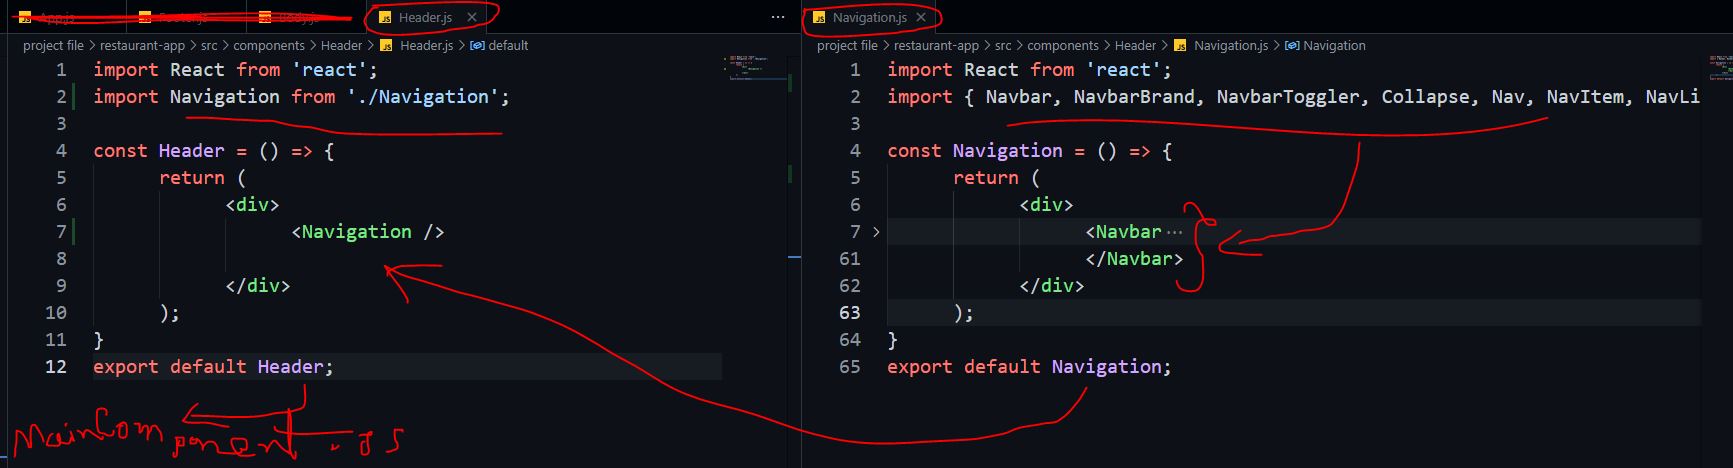 App.js Footer.js Body.js Header.js × ...
project file > restaurant-app > src > components > Header > JS Header.js > default
1 import React from 'react';
2 import Navigation from './Navigation';
3
4 const Header = () => {
5 return (
6 <div>
7 <Navigation />
8
9 </div>
10 );
11 }
12 export default Header;
MainComponent.js
JS Navigation.js ×
project file > restaurant-app > src > components > Header > JS Navigation.js > Navigation
1 import React from 'react';
2 import { Navbar, NavbarBrand, NavbarToggler, Collapse, Nav, NavItem, NavLi
3
4 const Navigation = () => {
5 return (
6 <div>
7 > <Navbar ...
61 </Navbar>
62 </div>
63 );
64 }
65 export default Navigation;